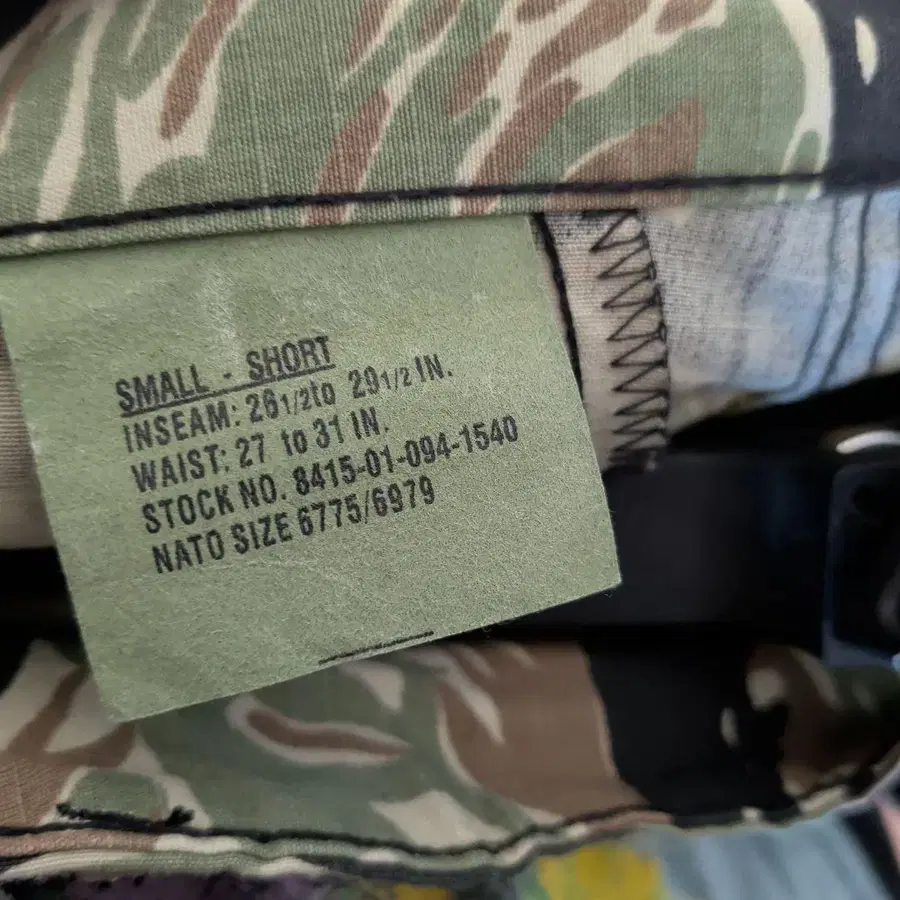 SMALL - SHORT
INSEAM: 26 1/2 to 29 1/2 IN.
WAIST: 27 to 31 IN.
STOCK NO. 8415-01-094-1540
NATO SIZE 6775/6979